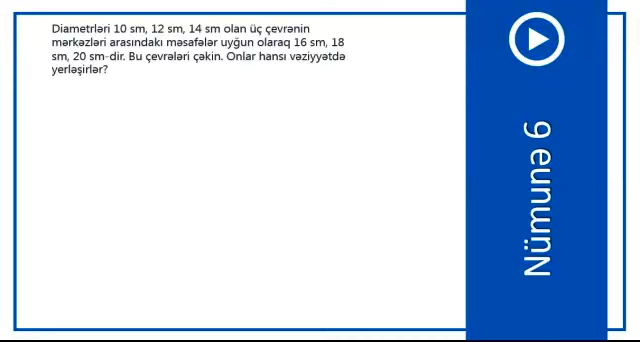 Diametrləri 10 sm, 12 sm, 14 sm olan üç çevrənin
mərkəzləri arasındakı məsafələr uyğun olaraq 16 sm, 18
sm, 20 sm-dir. Bu çevrələri çəkin. Onlar hansı vəziyyətdə
yerləşirlər?
Nümunə 6